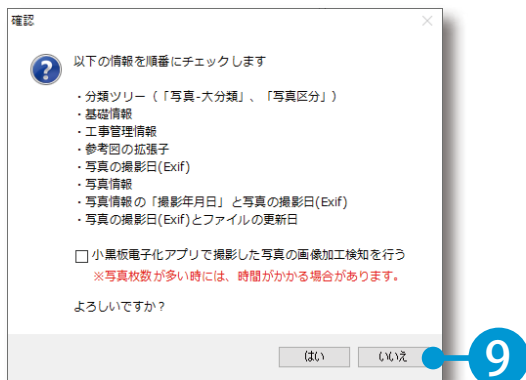 確認
以下の情報を順番にチェックします
・分類ツリー（「写真-大分類」、「写真区分」）
・基礎情報
・工事管理情報
・参考図の拡張子
・写真の撮影日(Exif)
・写真情報
・写真情報の「撮影年月日」と写真の撮影日(Exif)
・写真の撮影日(Exif)とファイルの更新日
小黒板電子化アプリで撮影した写真の画像加工検知を行う
※写真枚数が多い時には、時間がかかる場合があります。
よろしいですか？
はい いいえ 9